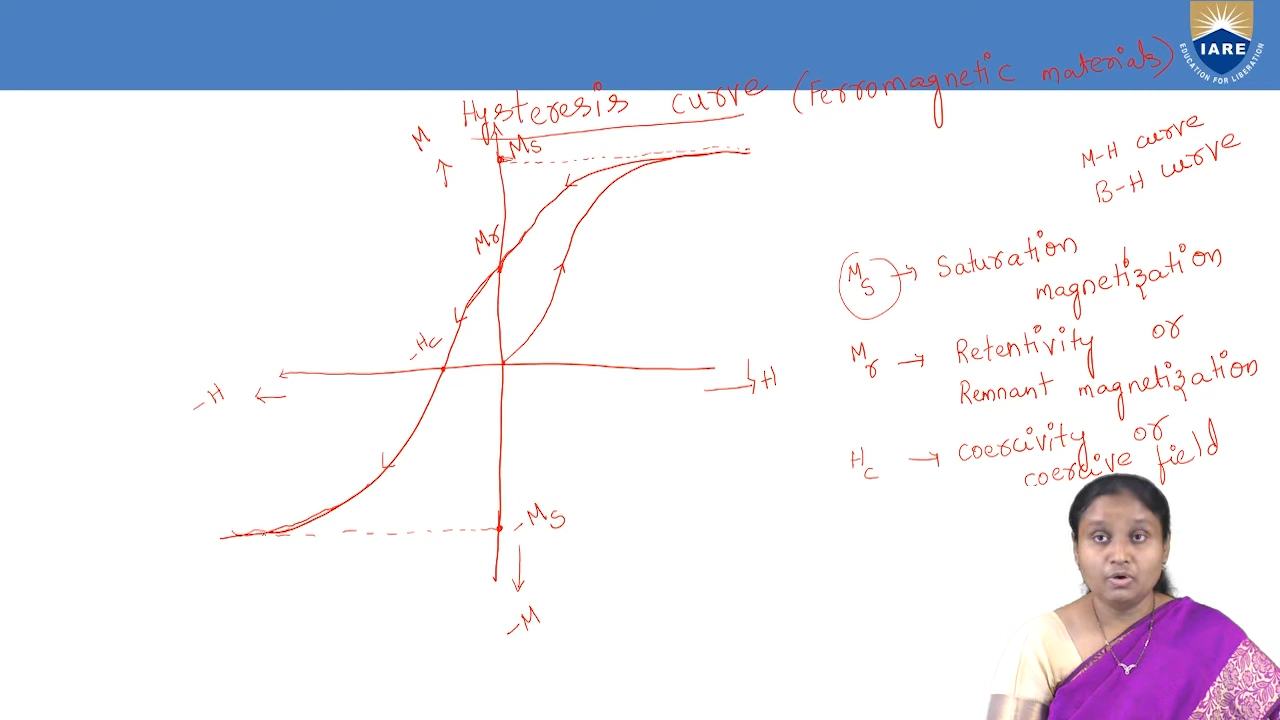 IARE
EDUCATION FOR LIBERATION
Hysteresis curve (Ferromagnetic materials)
M
Ms
M-H curve
B-H curve
Mr
Ms → Saturation
magnetization
-Hc
Mr → Retentivity or
Remnant magnetization
-H
H
Hc → coercivity or
coercive field
-Ms
-M